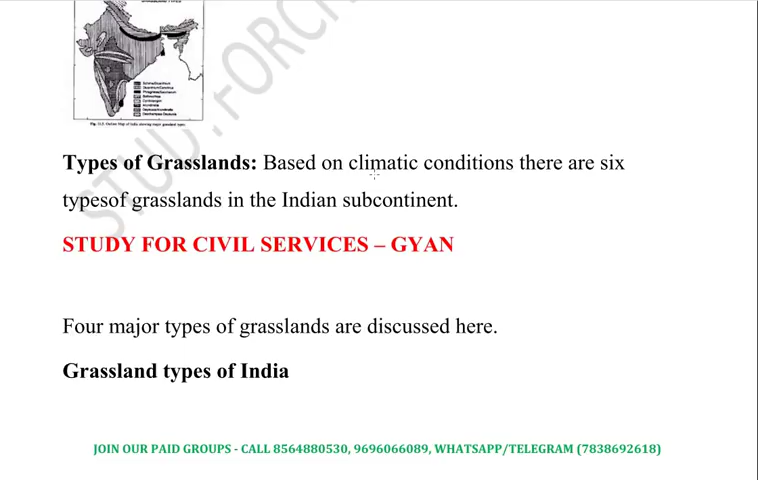 Types of Grasslands: Based on climatic conditions there are six
typesof grasslands in the Indian subcontinent.
STUDY FOR CIVIL SERVICES – GYAN
Four major types of grasslands are discussed here.
Grassland types of India
JOIN OUR PAID GROUPS - CALL 8564880530, 9696066089, WHATSAPP/TELEGRAM (7838692618)